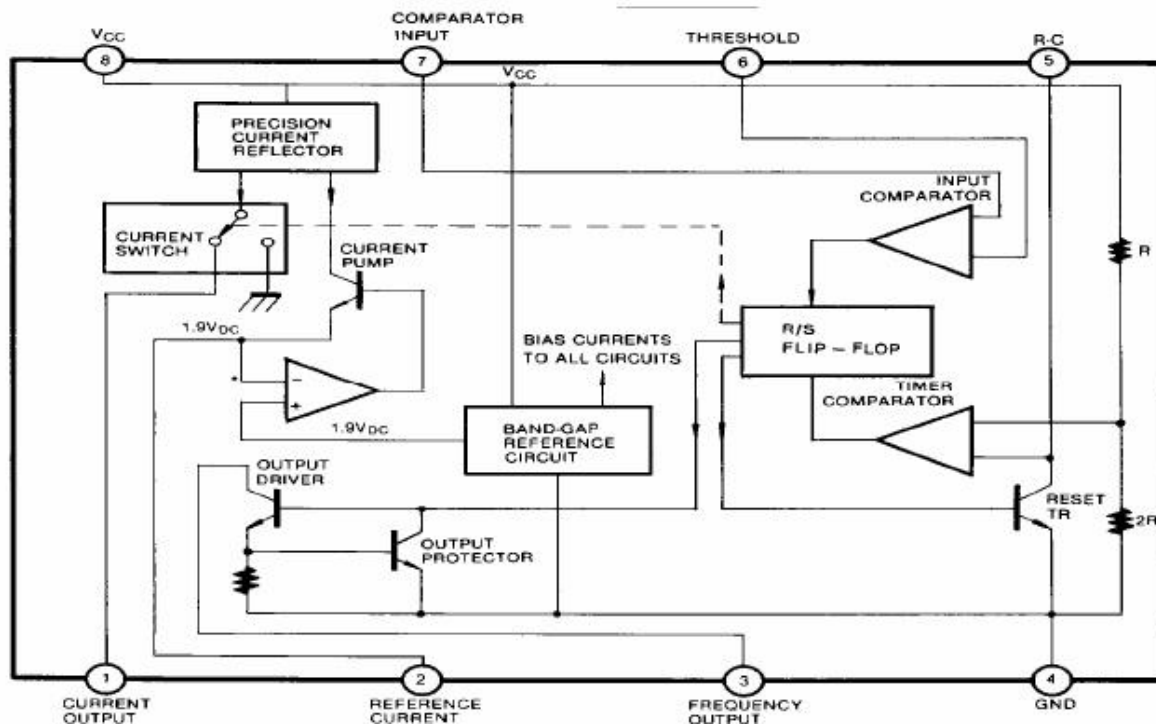 VCC
8
COMPARATOR
INPUT
7
THRESHOLD
6
R-C
5
VCC
PRECISION
CURRENT
REFLECTOR
INPUT
COMPARATOR
CURRENT
SWITCH
CURRENT
PUMP
R
1.9VDC
BIAS CURRENTS
TO ALL CIRCUITS
R/S
FLIP – FLOP
-
+
TIMER
COMPARATOR
1.9VDC
BAND-GAP
REFERENCE
CIRCUIT
OUTPUT
DRIVER
RESET
TR
2R
OUTPUT
PROTECTOR
1
CURRENT
OUTPUT
2
REFERENCE
CURRENT
3
FREQUENCY
OUTPUT
4
GND